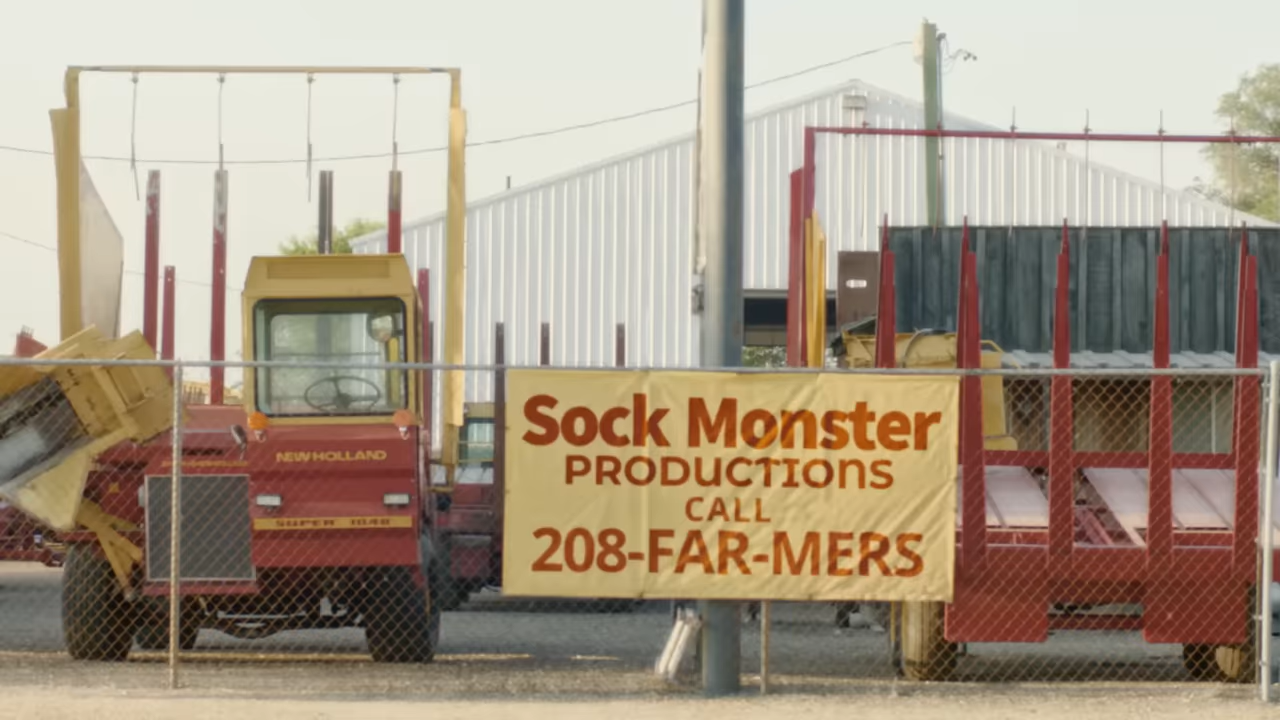 NEW HOLLAND
SUPER 1048
Sock Monster
PRODUCTIONS
CALL
208-FAR-MERS